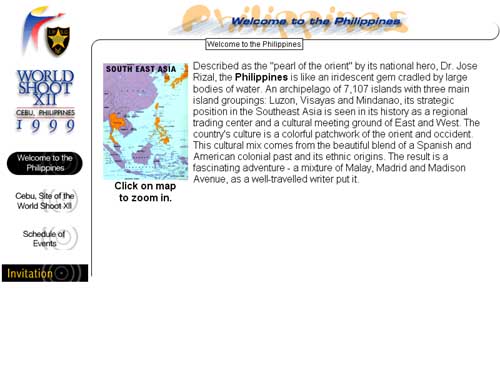 Philippines
Welcome to the Philippines
Welcome to the Philippines
WORLD
SHOOT
XII
CEBU, PHILIPPINES
1999
Welcome to the
Philippines
Cebu, Site of the
World Shoot XII
Schedule of
Events
Invitation
SOUTH EAST ASIA
Click on map
to zoom in.
Described as the "pearl of the orient" by its national hero, Dr. Jose
Rizal, the Philippines is like an iridescent gem cradled by large
bodies of water. An archipelago of 7,107 islands with three main
island groupings: Luzon, Visayas and Mindanao, its strategic
position in the Southeast Asia is seen in its history as a regional
trading center and a cultural meeting ground of East and West. The
country's culture is a colorful patchwork of the orient and occident.
This cultural mix comes from the beautiful blend of a Spanish and
American colonial past and its ethnic origins. The result is a
fascinating adventure - a mixture of Malay, Madrid and Madison
Avenue, as a well-travelled writer put it.